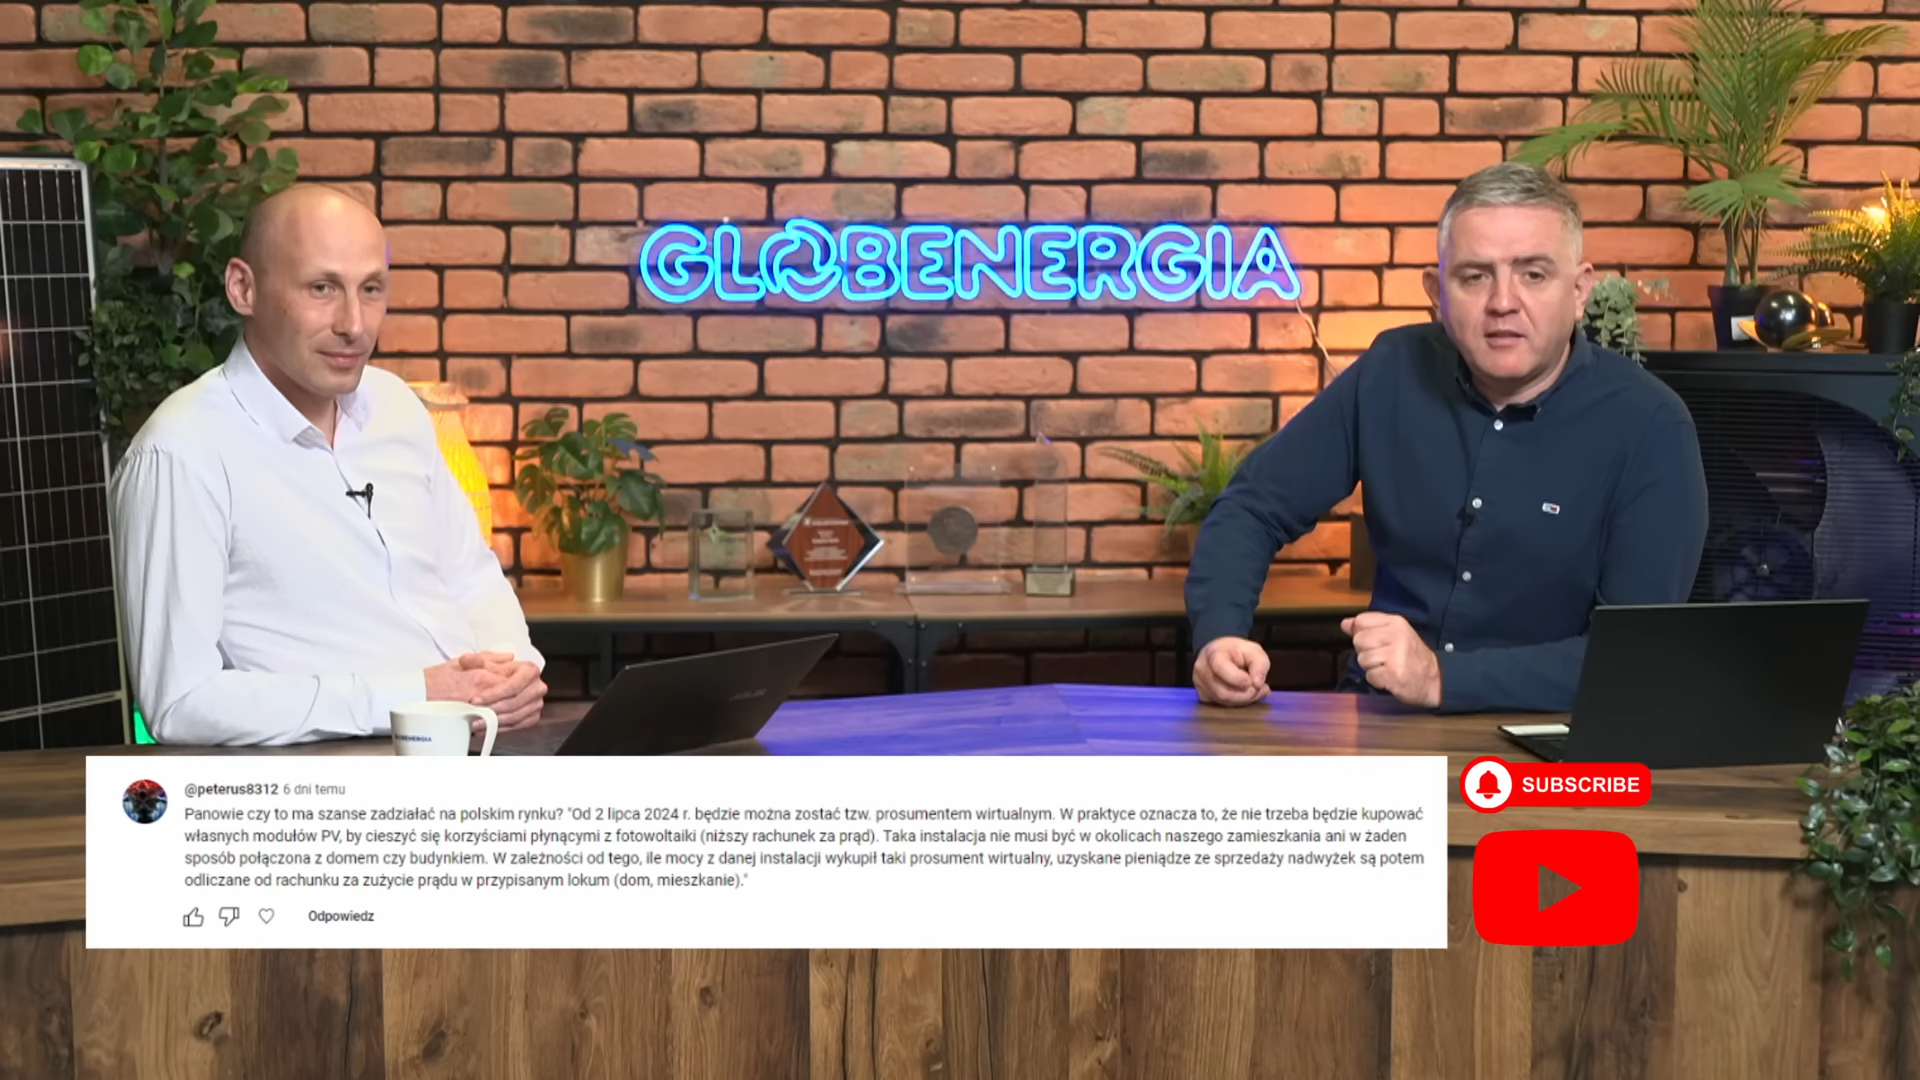 GLOBENERGIA
GLOBENERGIA
@peterus8312 6 dni temu
Panowie czy to ma szanse zadziałać na polskim rynku? "Od 2 lipca 2024 r. będzie można zostać tzw. prosumentem wirtualnym. W praktyce oznacza to, że nie trzeba będzie kupować
własnych modułów PV, by cieszyć się korzyściami płynącymi z fotowoltaiki (niższy rachunek za prąd). Taka instalacja nie musi być w okolicach naszego zamieszkania ani w żaden
sposób połączona z domem czy budynkiem. W zależności od tego, ile mocy z danej instalacji wykupił taki prosument wirtualny, uzyskane pieniądze ze sprzedaży nadwyżek są potem
odliczane od rachunku za zużycie prądu w przypisanym lokum (dom, mieszkanie)."
Odpowiedz
SUBSCRIBE